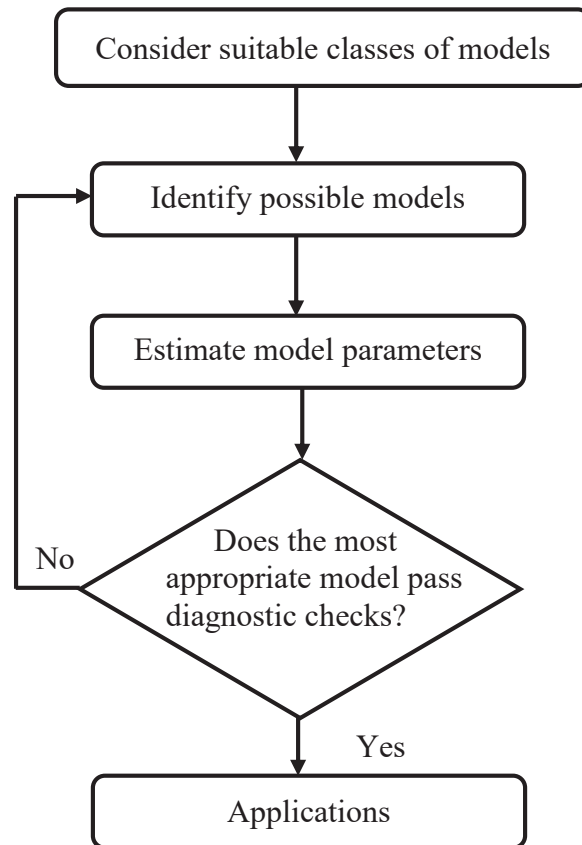 Consider suitable classes of models
Identify possible models
Estimate model parameters
Does the most
appropriate model pass
diagnostic checks?
No
Yes
Applications